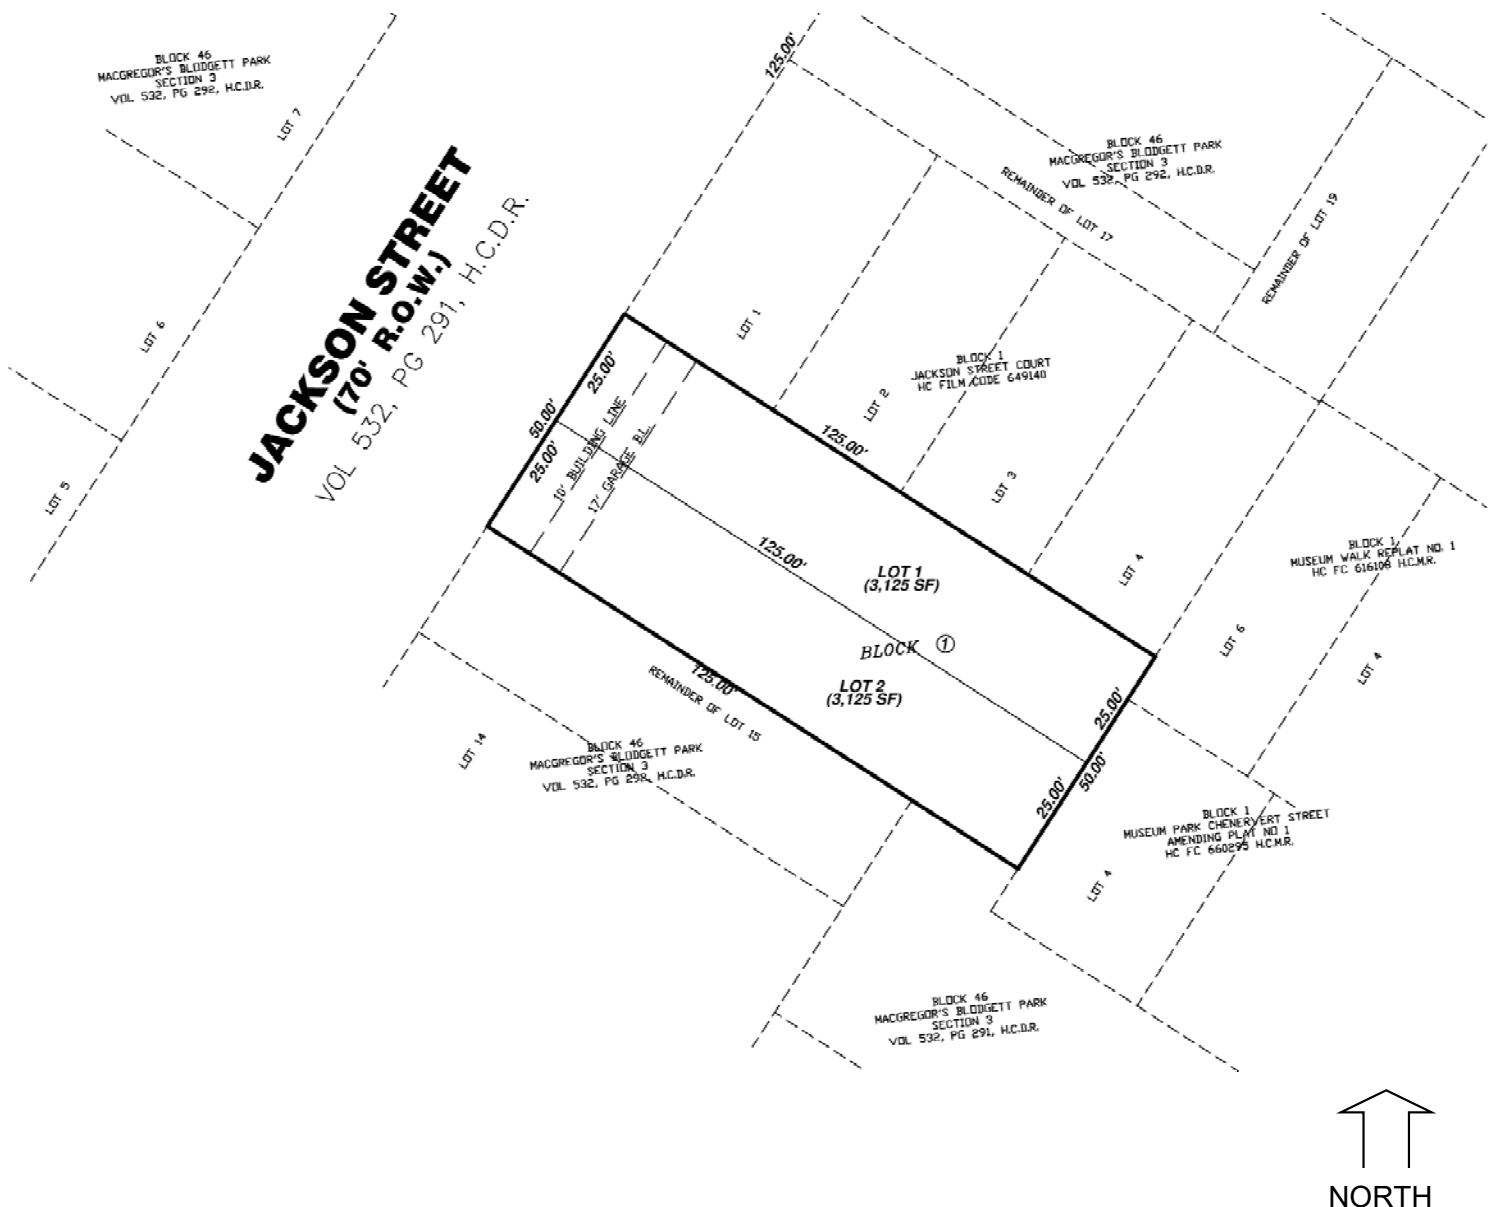 BLOCK 46
MACGREGOR'S BLODGETT PARK
SECTION 3
VOL 532, PG 292, H.C.D.R.
LOT 7
LOT 6
LOT 5
JACKSON STREET
(70' R.O.W.)
VOL 532, PG 291, H.C.D.R.
125.00'
BLOCK 46
MACGREGOR'S BLODGETT PARK
SECTION 3
VOL 532, PG 292, H.C.D.R.
REMAINDER OF LOT 17
REMAINDER OF LOT 19
LOT 1
LOT 2
BLOCK 1
JACKSON STREET COURT
HC FILM CODE 649140
LOT 3
LOT 4
25.00'
50.00'
25.00'
10' BUILDING LINE
17' GARAGE B.L.
125.00'
125.00'
LOT 1
(3,125 SF)
BLOCK 1
LOT 2
(3,125 SF)
125.00'
REMAINDER OF LOT 15
25.00'
50.00'
25.00'
BLOCK 1
MUSEUM WALK REPLAT NO. 1
HC FC 616108 H.C.M.R.
LOT 6
LOT 4
LOT 14
BLOCK 46
MACGREGOR'S BLODGETT PARK
SECTION 3
VOL 532, PG 292, H.C.D.R.
BLOCK 1
MUSEUM PARK CHENERVERT STREET
AMENDING PLAT NO 1
HC FC 660295 H.C.M.R.
LOT 4
BLOCK 46
MACGREGOR'S BLODGETT PARK
SECTION 3
VOL 532, PG 291, H.C.D.R.
NORTH